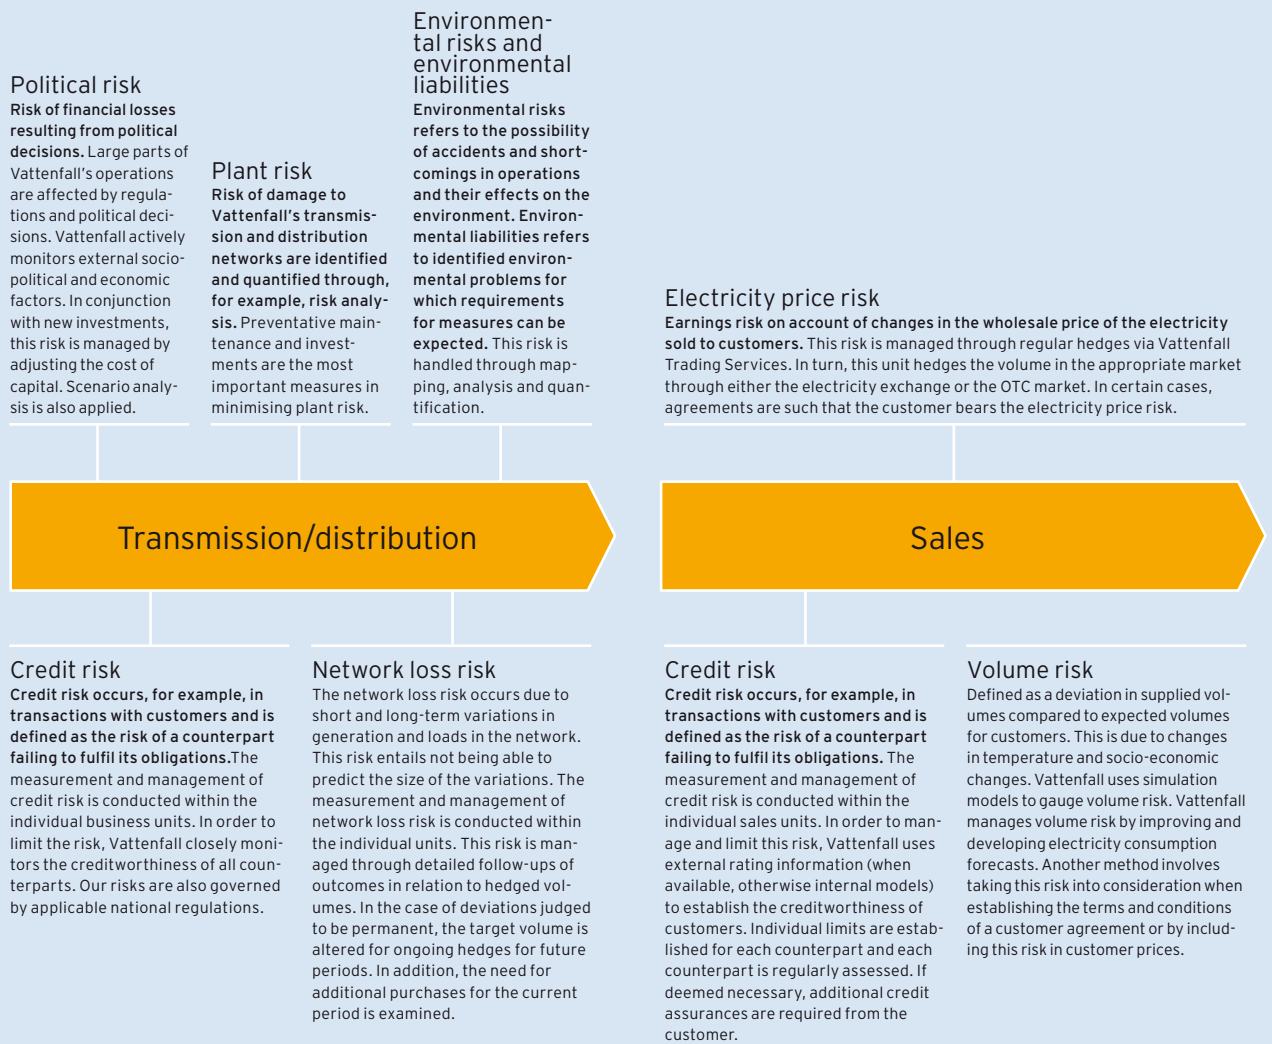 Political risk
Risk of financial losses
resulting from political
decisions. Large parts of
Vattenfall's operations
are affected by regula-
tions and political deci-
sions. Vattenfall actively
monitors external socio-
political and economic
factors. In conjunction
with new investments,
this risk is managed by
adjusting the cost of
capital. Scenario analy-
sis is also applied.
Plant risk
Risk of damage to
Vattenfall's transmis-
sion and distribution
networks are identified
and quantified through,
for example, risk analy-
sis. Preventative main-
tenance and invest-
ments are the most
important measures in
minimising plant risk.
Environmen-
tal risks and
environmental
liabilities
Environmental risks
refers to the possibility
of accidents and short-
comings in operations
and their effects on the
environment. Environ-
mental liabilities refers
to identified environ-
mental problems for
which requirements
for measures can be
expected. This risk is
handled through map-
ping, analysis and quan-
tification.
Electricity price risk
Earnings risk on account of changes in the wholesale price of the electricity
sold to customers. This risk is managed through regular hedges via Vattenfall
Trading Services. In turn, this unit hedges the volume in the appropriate market
through either the electricity exchange or the OTC market. In certain cases,
agreements are such that the customer bears the electricity price risk.
Transmission/distribution
Sales
Credit risk
Credit risk occurs, for example, in
transactions with customers and is
defined as the risk of a counterpart
failing to fulfil its obligations.The
measurement and management of
credit risk is conducted within the
individual business units. In order to
limit the risk, Vattenfall closely moni-
tors the creditworthiness of all coun-
terparts. Our risks are also governed
by applicable national regulations.
Network loss risk
The network loss risk occurs due to
short and long-term variations in
generation and loads in the network.
This risk entails not being able to
predict the size of the variations. The
measurement and management of
network loss risk is conducted within
the individual units. This risk is man-
aged through detailed follow-ups of
outcomes in relation to hedged vol-
umes. In the case of deviations judged
to be permanent, the target volume is
altered for ongoing hedges for future
periods. In addition, the need for
additional purchases for the current
period is examined.
Credit risk
Credit risk occurs, for example, in
transactions with customers and is
defined as the risk of a counterpart
failing to fulfil its obligations. The
measurement and management of
credit risk is conducted within the
individual sales units. In order to man-
age and limit this risk, Vattenfall uses
external rating information (when
available, otherwise internal models)
to establish the creditworthiness of
customers. Individual limits are estab-
lished for each counterpart and each
counterpart is regularly assessed. If
deemed necessary, additional credit
assurances are required from the
customer.
Volume risk
Defined as a deviation in supplied vol-
umes compared to expected volumes
for customers. This is due to changes
in temperature and socio-economic
changes. Vattenfall uses simulation
models to gauge volume risk. Vattenfall
manages volume risk by improving and
developing electricity consumption
forecasts. Another method involves
taking this risk into consideration when
establishing the terms and conditions
of a customer agreement or by includ-
ing this risk in customer prices.